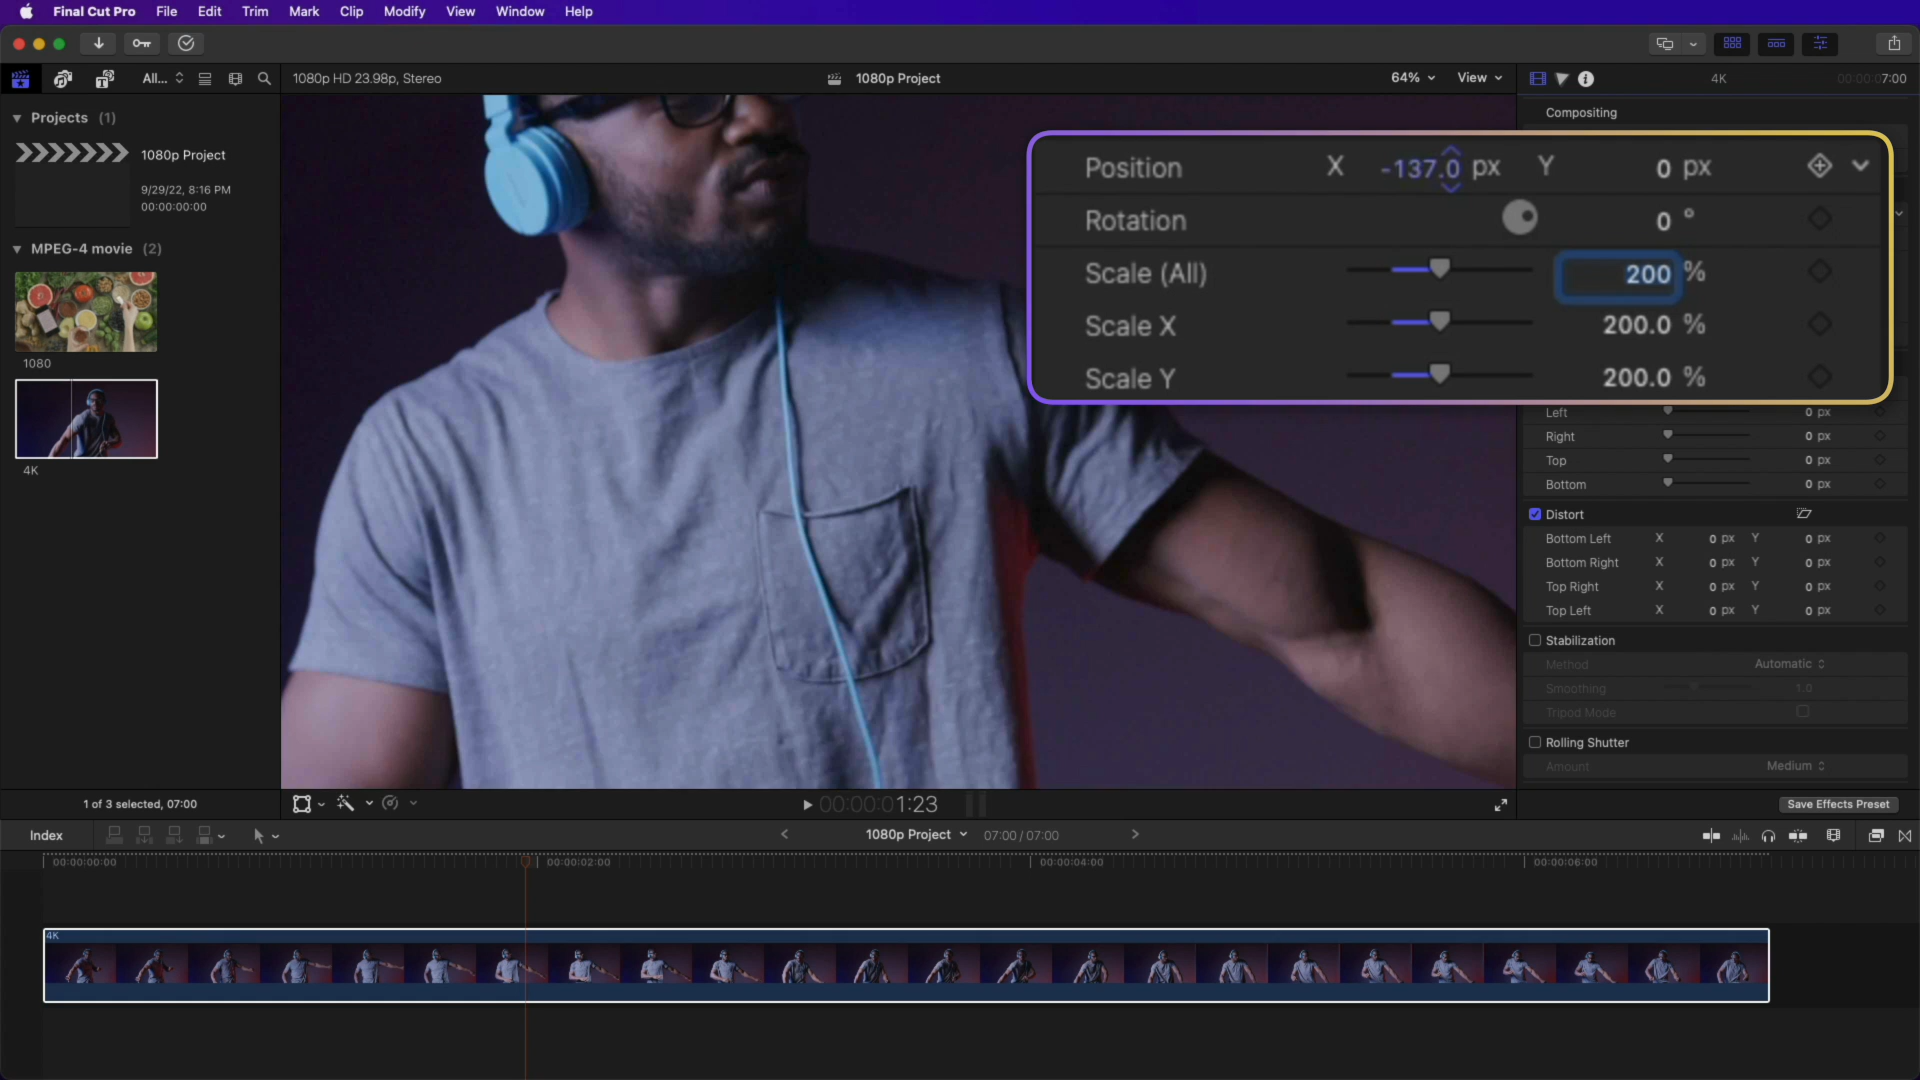 Final Cut Pro File Edit Trim Mark Clip Modify View Window Help
All... 1080p HD 23.98p, Stereo 1080p Project 64% View 4K 00:00:07:00
Projects (1)
1080p Project
9/29/22, 8:16 PM
00:00:00:00
MPEG-4 movie (2)
1080
4K
Compositing
Position X -137.0 px Y 0 px
Rotation 0 °
Scale (All) 200 %
Scale X 200.0 %
Scale Y 200.0 %
Left 0 px
Right 0 px
Top 0 px
Bottom 0 px
Distort
Bottom Left X 0 px Y 0 px
Bottom Right X 0 px Y 0 px
Top Right X 0 px Y 0 px
Top Left X 0 px Y 0 px
Stabilization
Method Automatic
Smoothing 1.0
Tripod Mode
Rolling Shutter
Amount Medium
1 of 3 selected, 07:00 00:00:01:23 Save Effects Preset
Index 1080p Project 07:00 / 07:00
00:00:00:00 00:00:02:00 00:00:04:00 00:00:06:00
4K